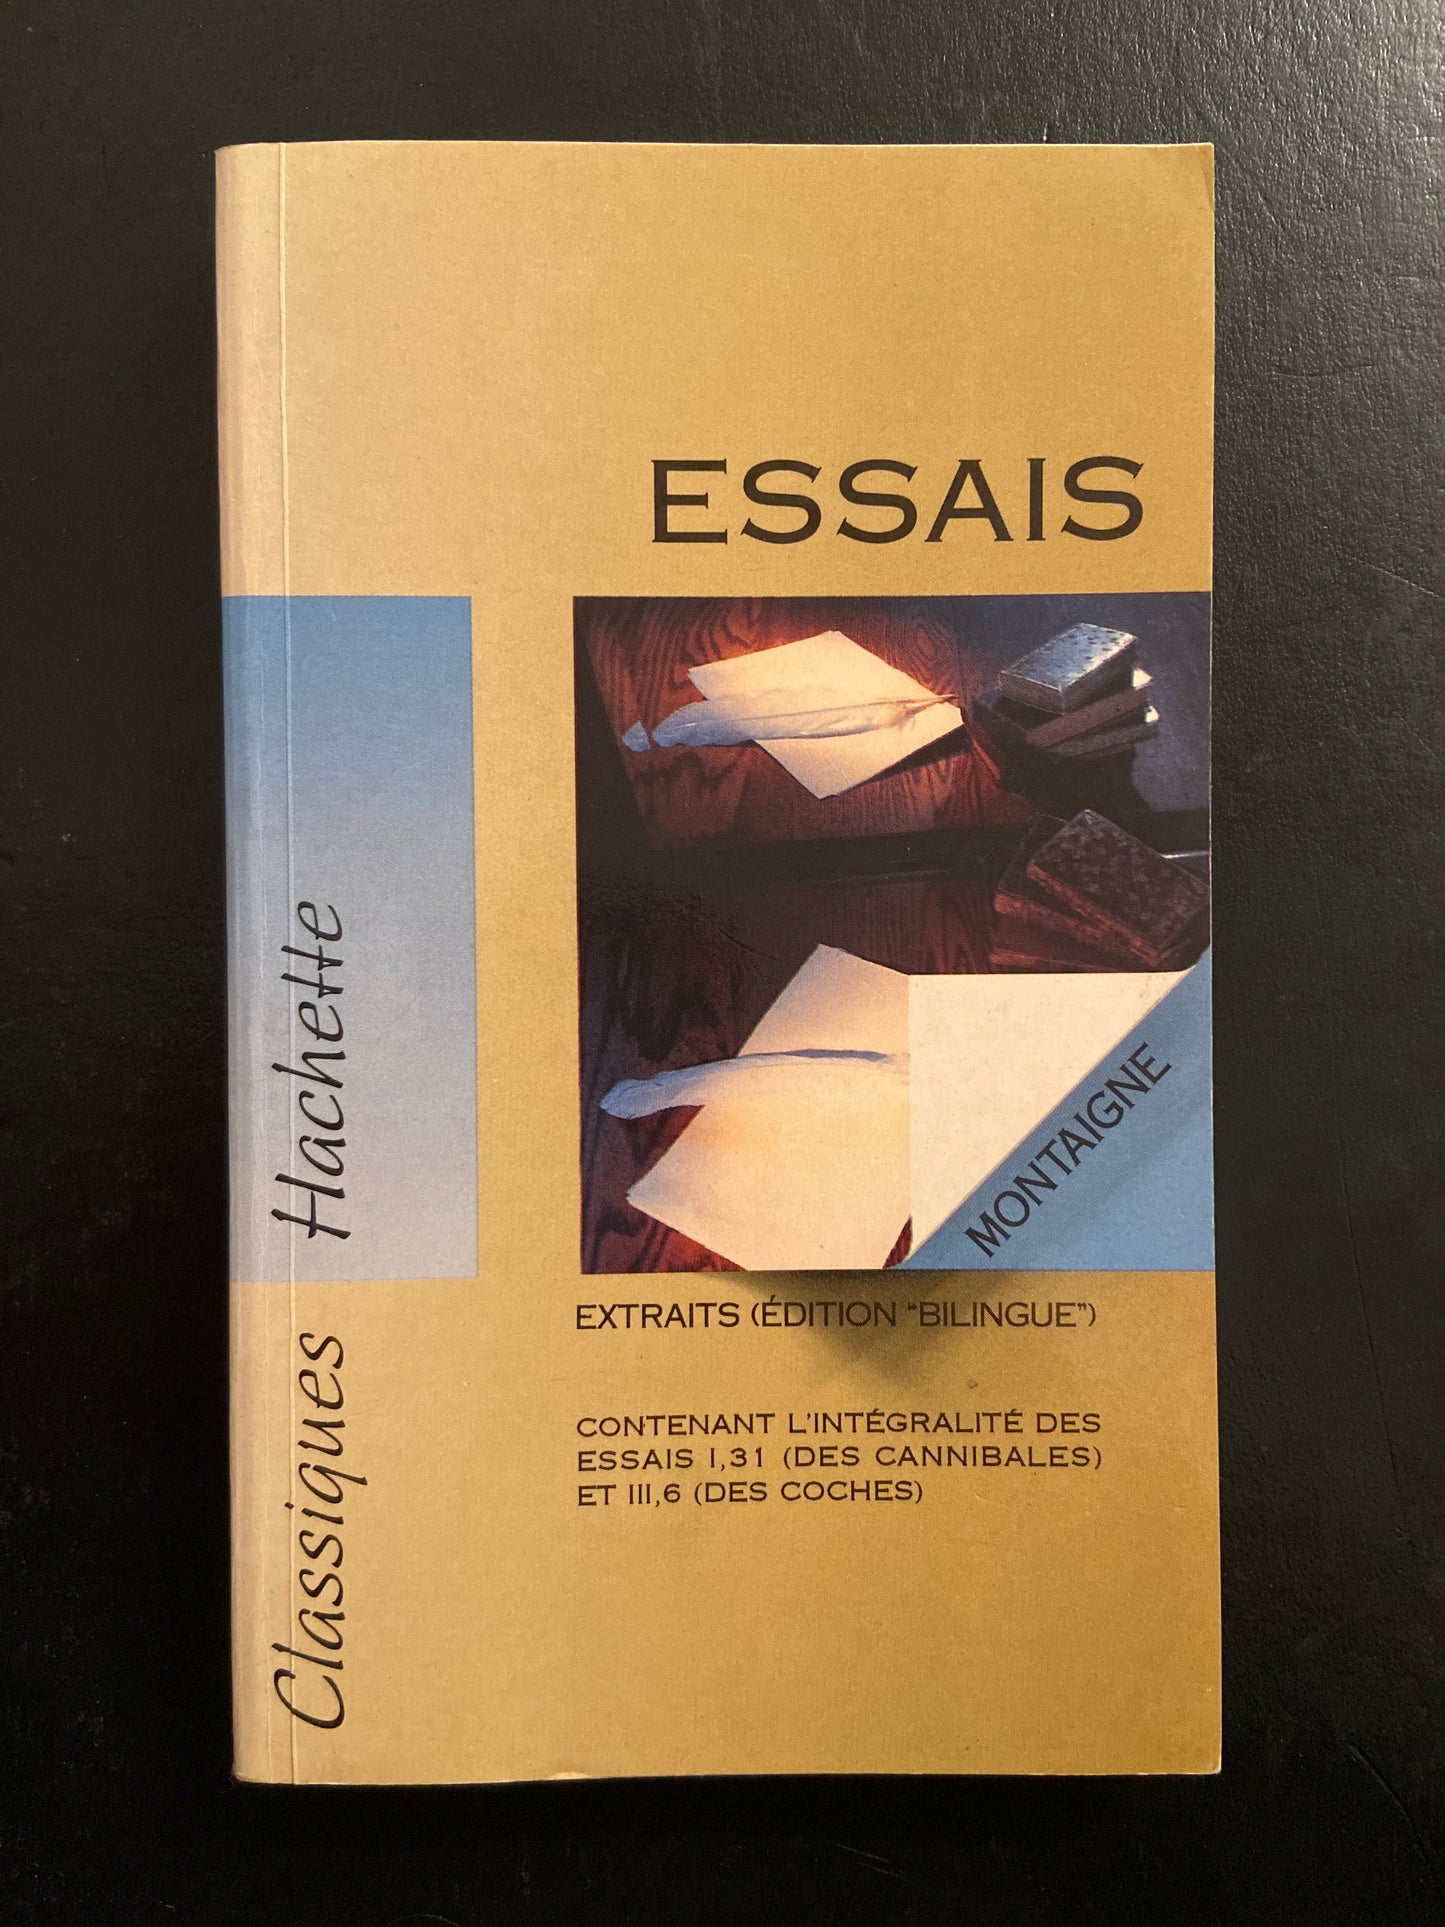 ESSAIS
MONTAIGNE
EXTRAITS (ÉDITION "BILINGUE")
CONTENANT L'INTÉGRALITÉ DES
ESSAIS I,31 (DES CANNIBALES)
ET III,6 (DES COCHES)
Classiques Hachette